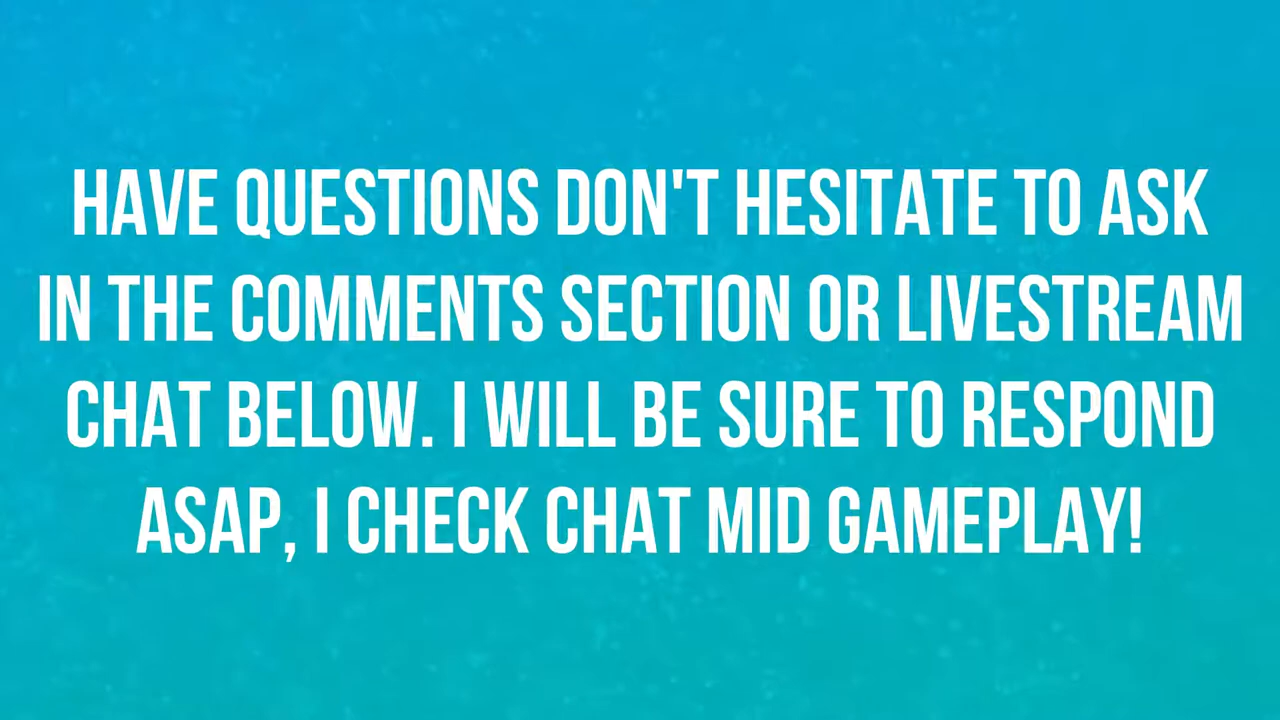 HAVE QUESTIONS DON'T HESITATE TO ASK
IN THE COMMENTS SECTION OR LIVESTREAM
CHAT BELOW. I WILL BE SURE TO RESPOND
ASAP, I CHECK CHAT MID GAMEPLAY!